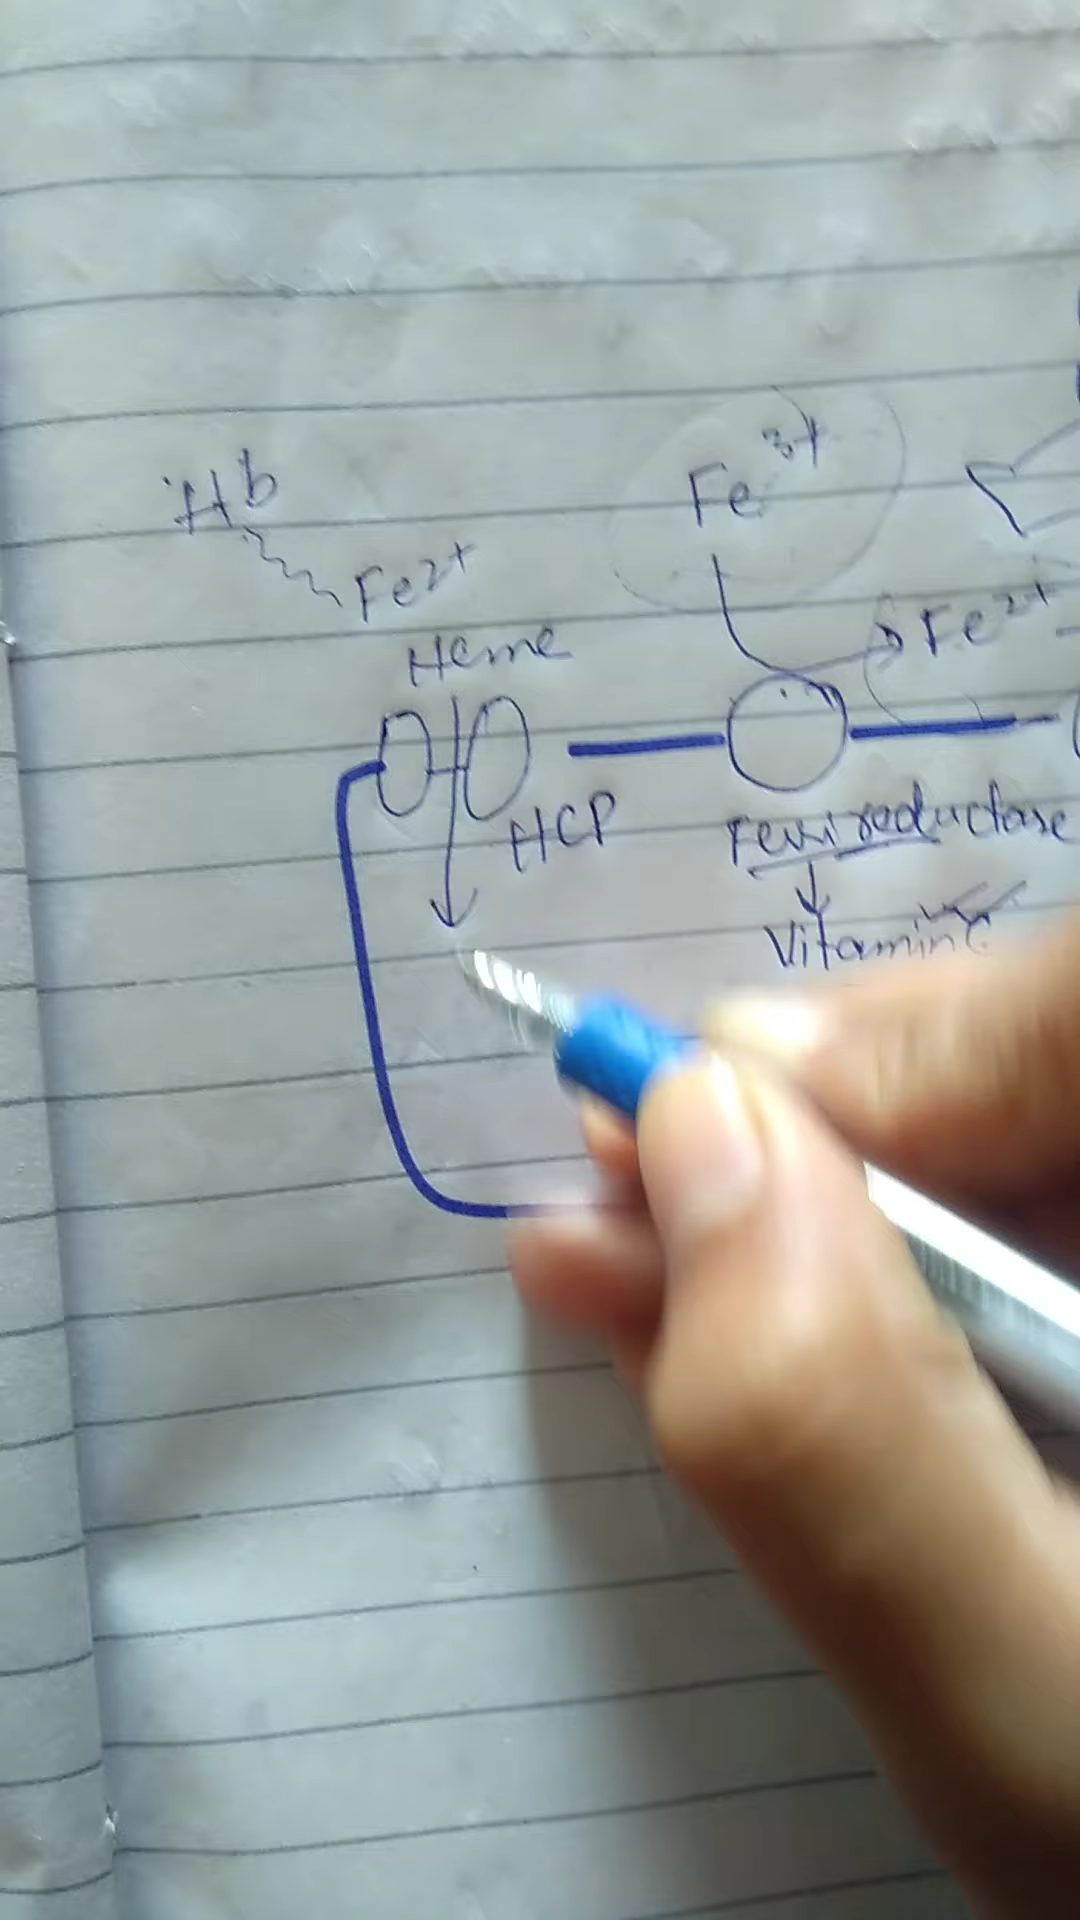 Hb
Fe3+
Fe2+
Fe2+
Heme
HCP
Ferri reductase
Vitamin C